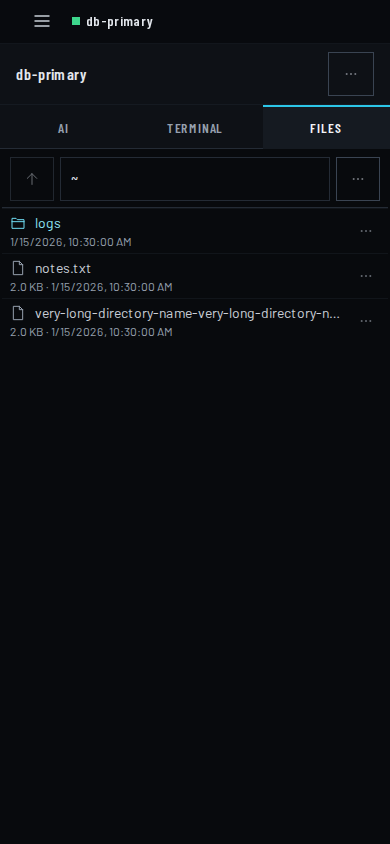 db-primary
db-primary
...
AI
TERMINAL
FILES
~
...
logs
...
1/15/2026, 10:30:00 AM
notes.txt
...
2.0 KB · 1/15/2026, 10:30:00 AM
very-long-directory-name-very-long-directory-n...
...
2.0 KB · 1/15/2026, 10:30:00 AM